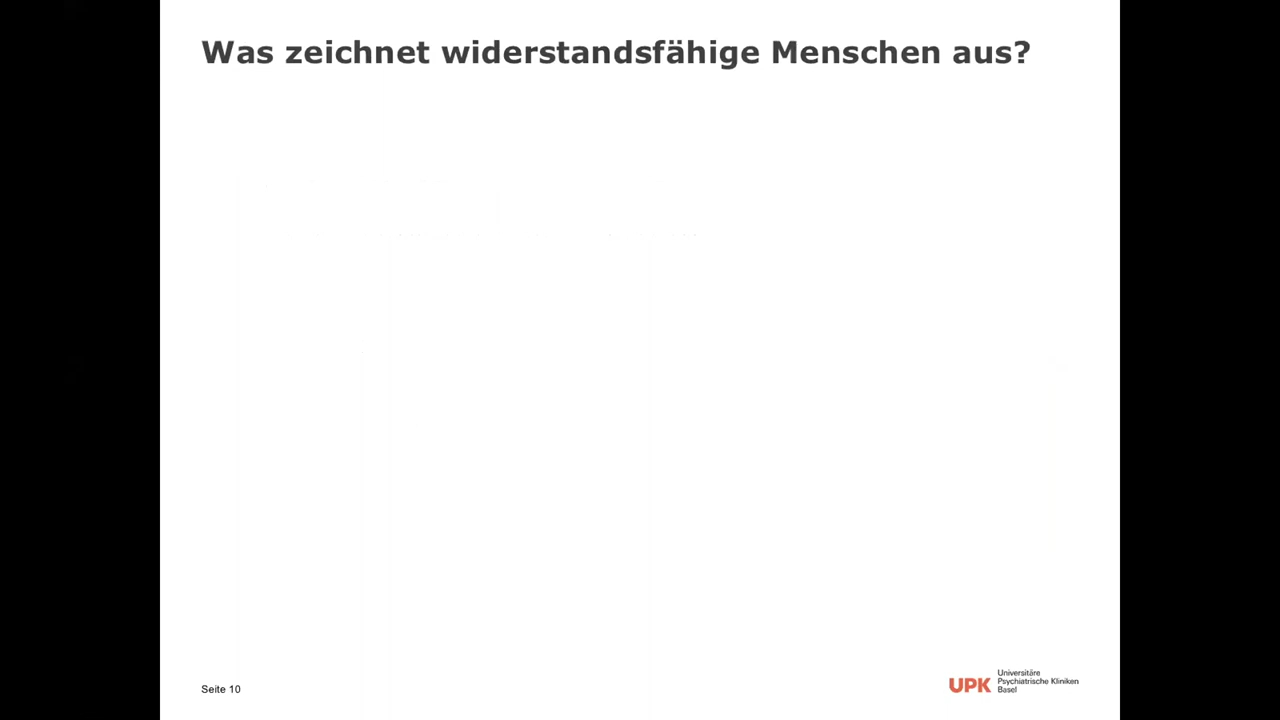 Was zeichnet widerstandsfähige Menschen aus?
Seite 10
UPK
Universitäre
Psychiatrische Kliniken
Basel